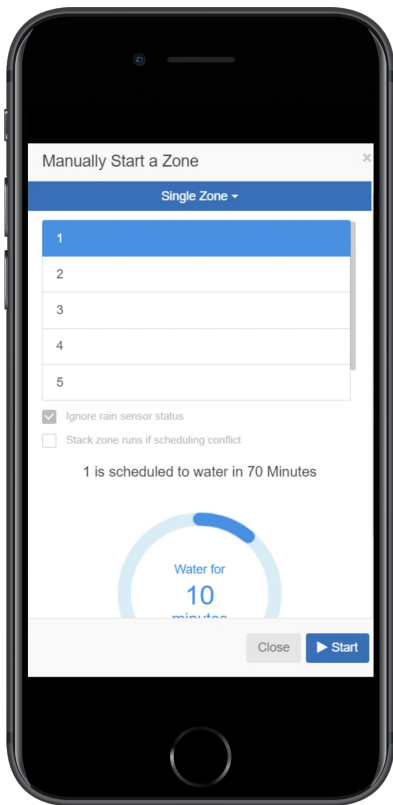 Manually Start a Zone
×
Single Zone
1
2
3
4
5
Ignore rain sensor status
Stack zone runs if scheduling conflict
1 is scheduled to water in 70 Minutes
Water for
10
minutes
Close
Start